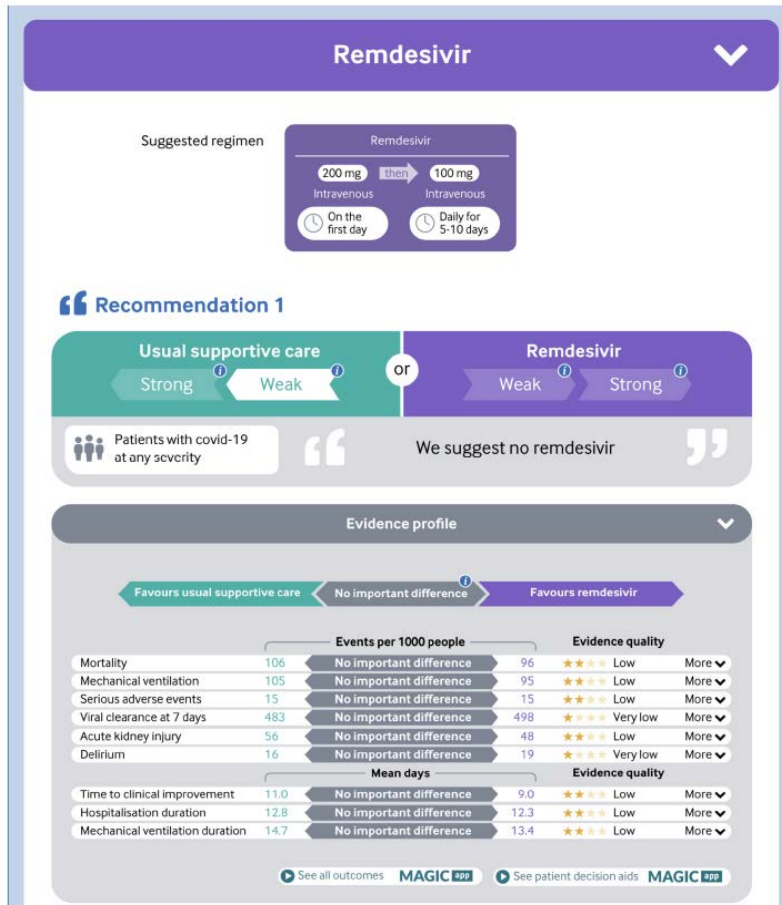 Remdesivir
Suggested regimen
Remdesivir
200 mg then 100 mg
Intravenous Intravenous
On the first day
Daily for 5-10 days
Recommendation 1
Usual supportive care or Remdesivir
Strong Weak Weak Strong
Patients with covid-19
at any severity
We suggest no remdesivir
Evidence profile
Favours usual supportive care No important difference Favours remdesivir
Events per 1000 people Evidence quality
Mortality 106 No important difference 96 Low More
Mechanical ventilation 105 No important difference 95 Low More
Serious adverse events 15 No important difference 15 Low More
Viral clearance at 7 days 483 No important difference 498 Very low More
Acute kidney injury 56 No important difference 48 Low More
Delirium 16 No important difference 19 Very low More
Mean days Evidence quality
Time to clinical improvement 11.0 No important difference 9.0 Low More
Hospitalisation duration 12.8 No important difference 12.3 Low More
Mechanical ventilation duration 14.7 No important difference 13.4 Low More
See all outcomes MAGIC app See patient decision aids MAGIC app